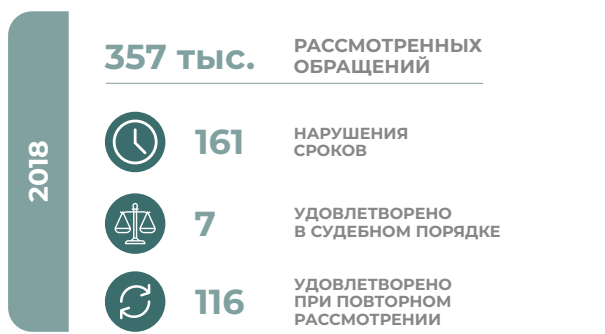 2018
357 тыс.
РАССМОТРЕННЫХ
ОБРАЩЕНИЙ
161
НАРУШЕНИЯ
СРОКОВ
7
УДОВЛЕТВОРЕНО
В СУДЕБНОМ ПОРЯДКЕ
116
УДОВЛЕТВОРЕНО
ПРИ ПОВТОРНОМ
РАССМОТРЕНИИ